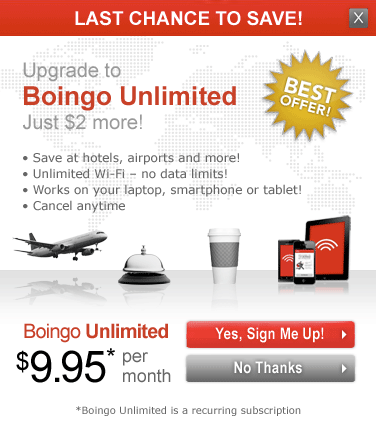 LAST CHANCE TO SAVE!
X
Upgrade to
Boingo Unlimited
Just $2 more!
BEST
OFFER!
• Save at hotels, airports and more!
• Unlimited Wi-Fi – no data limits!
• Works on your laptop, smartphone or tablet!
• Cancel anytime
Boingo Unlimited
$9.95* per
month
Yes, Sign Me Up!
No Thanks
*Boingo Unlimited is a recurring subscription